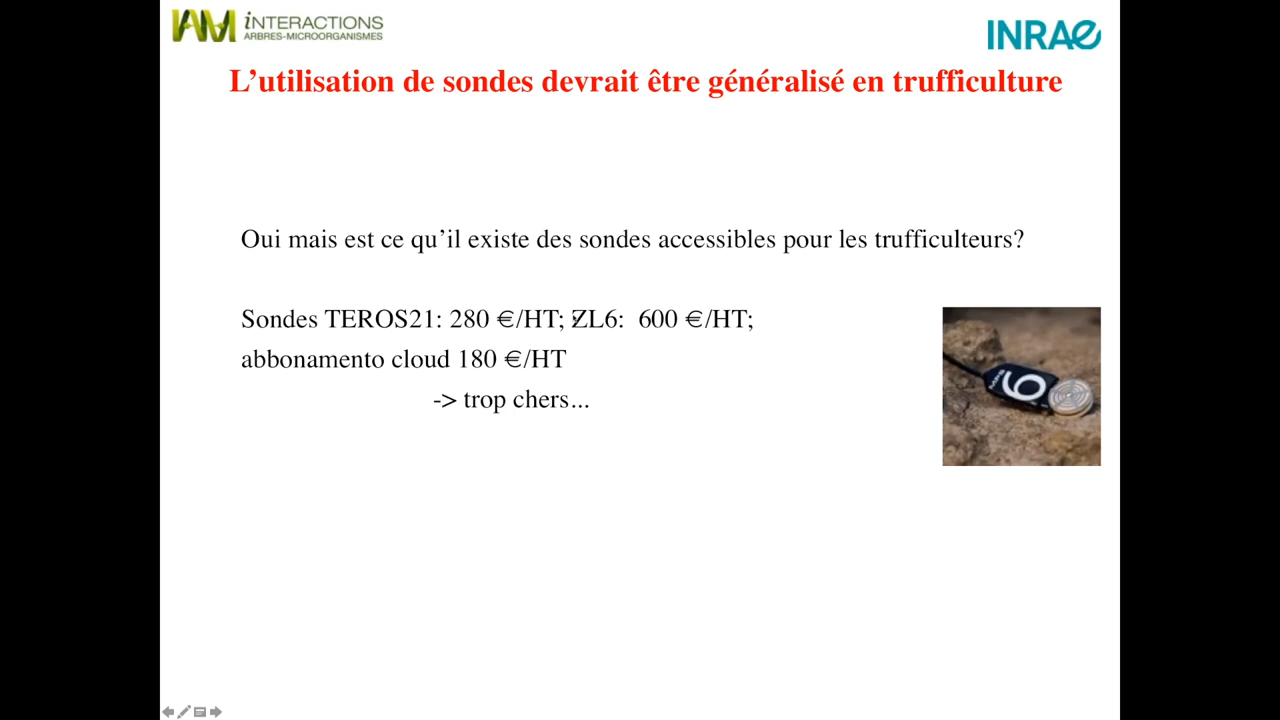 IAM iNTERACTIONS
ARBRES-MICROORGANISMES
INRAE
L’utilisation de sondes devrait être généralisé en trufficulture
Oui mais est ce qu’il existe des sondes accessibles pour les trufficulteurs?
Sondes TEROS21: 280 €/HT; ZL6: 600 €/HT;
abbonamento cloud 180 €/HT
-> trop chers...
6